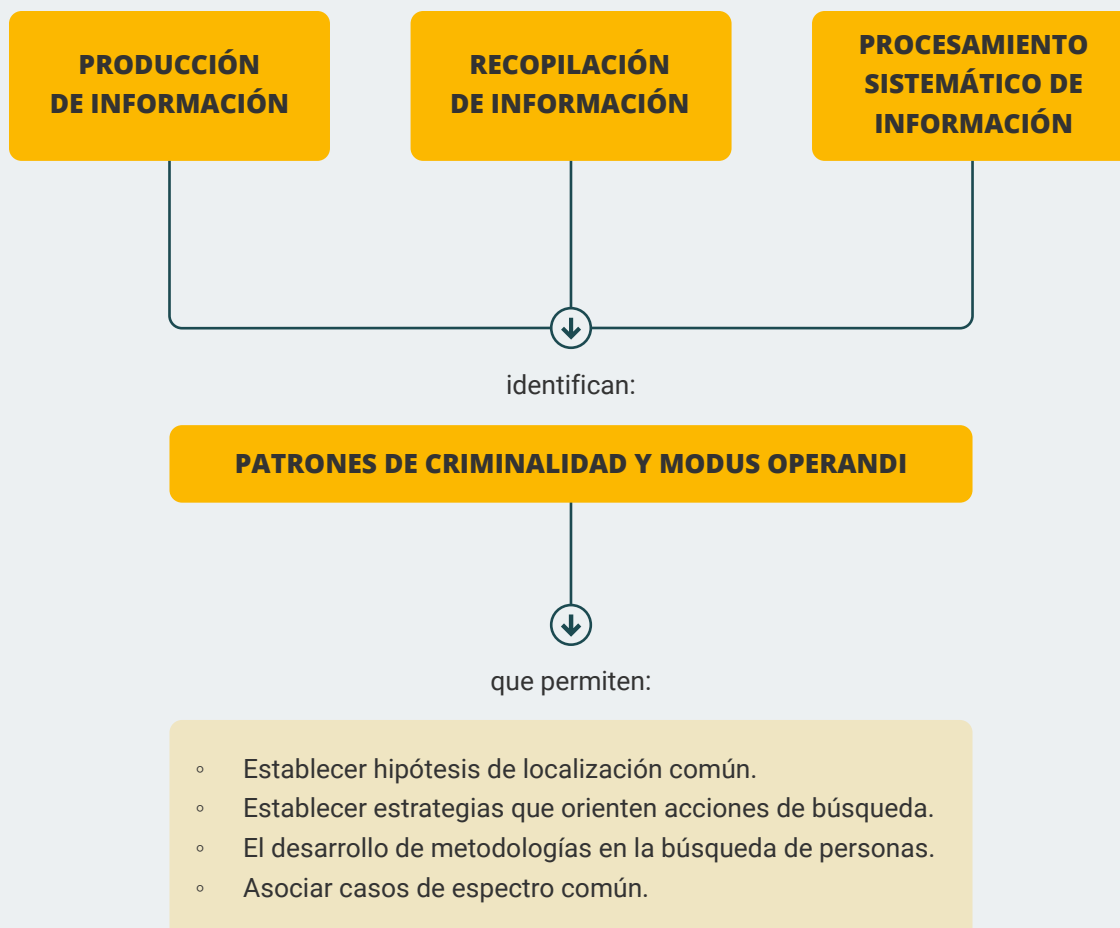 PRODUCCIÓN
DE INFORMACIÓN
RECOPILACIÓN
DE INFORMACIÓN
PROCESAMIENTO
SISTEMÁTICO DE
INFORMACIÓN
identifican:
PATRONES DE CRIMINALIDAD Y MODUS OPERANDI
que permiten:
◦ Establecer hipótesis de localización común.
◦ Establecer estrategias que orienten acciones de búsqueda.
◦ El desarrollo de metodologías en la búsqueda de personas.
◦ Asociar casos de espectro común.